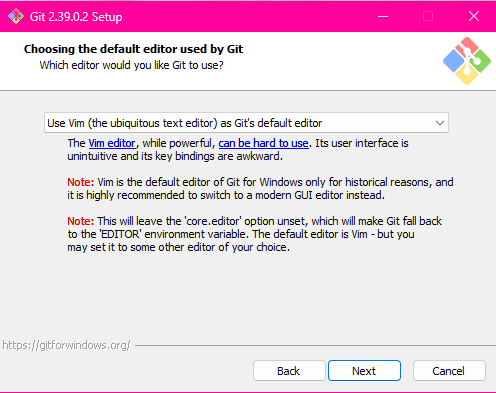 Git 2.39.0.2 Setup
Choosing the default editor used by Git
Which editor would you like Git to use?
Use Vim (the ubiquitous text editor) as Git's default editor
The Vim editor, while powerful, can be hard to use. Its user interface is
unintuitive and its key bindings are awkward.
Note: Vim is the default editor of Git for Windows only for historical reasons, and
it is highly recommended to switch to a modern GUI editor instead.
Note: This will leave the 'core.editor' option unset, which will make Git fall back
to the 'EDITOR' environment variable. The default editor is Vim - but you
may set it to some other editor of your choice.
https://gitforwindows.org/
Back Next Cancel